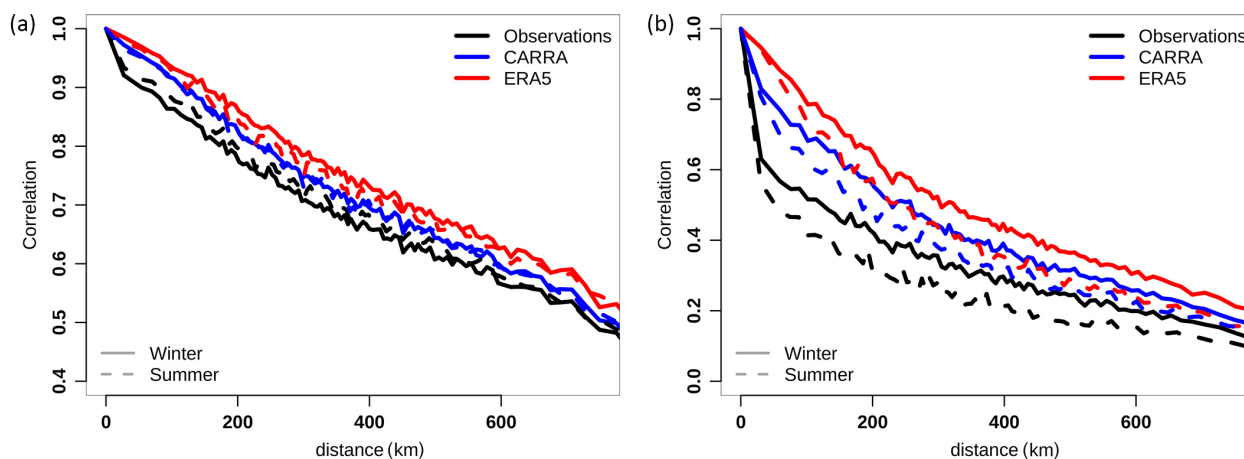 (a)
Observations
CARRA
ERA5
Correlation
1.0
0.9
0.8
0.7
0.6
0.5
0.4
Winter
Summer
0
200
400
600
distance (km)
(b)
Observations
CARRA
ERA5
Correlation
1.0
0.8
0.6
0.4
0.2
0.0
Winter
Summer
0
200
400
600
distance (km)